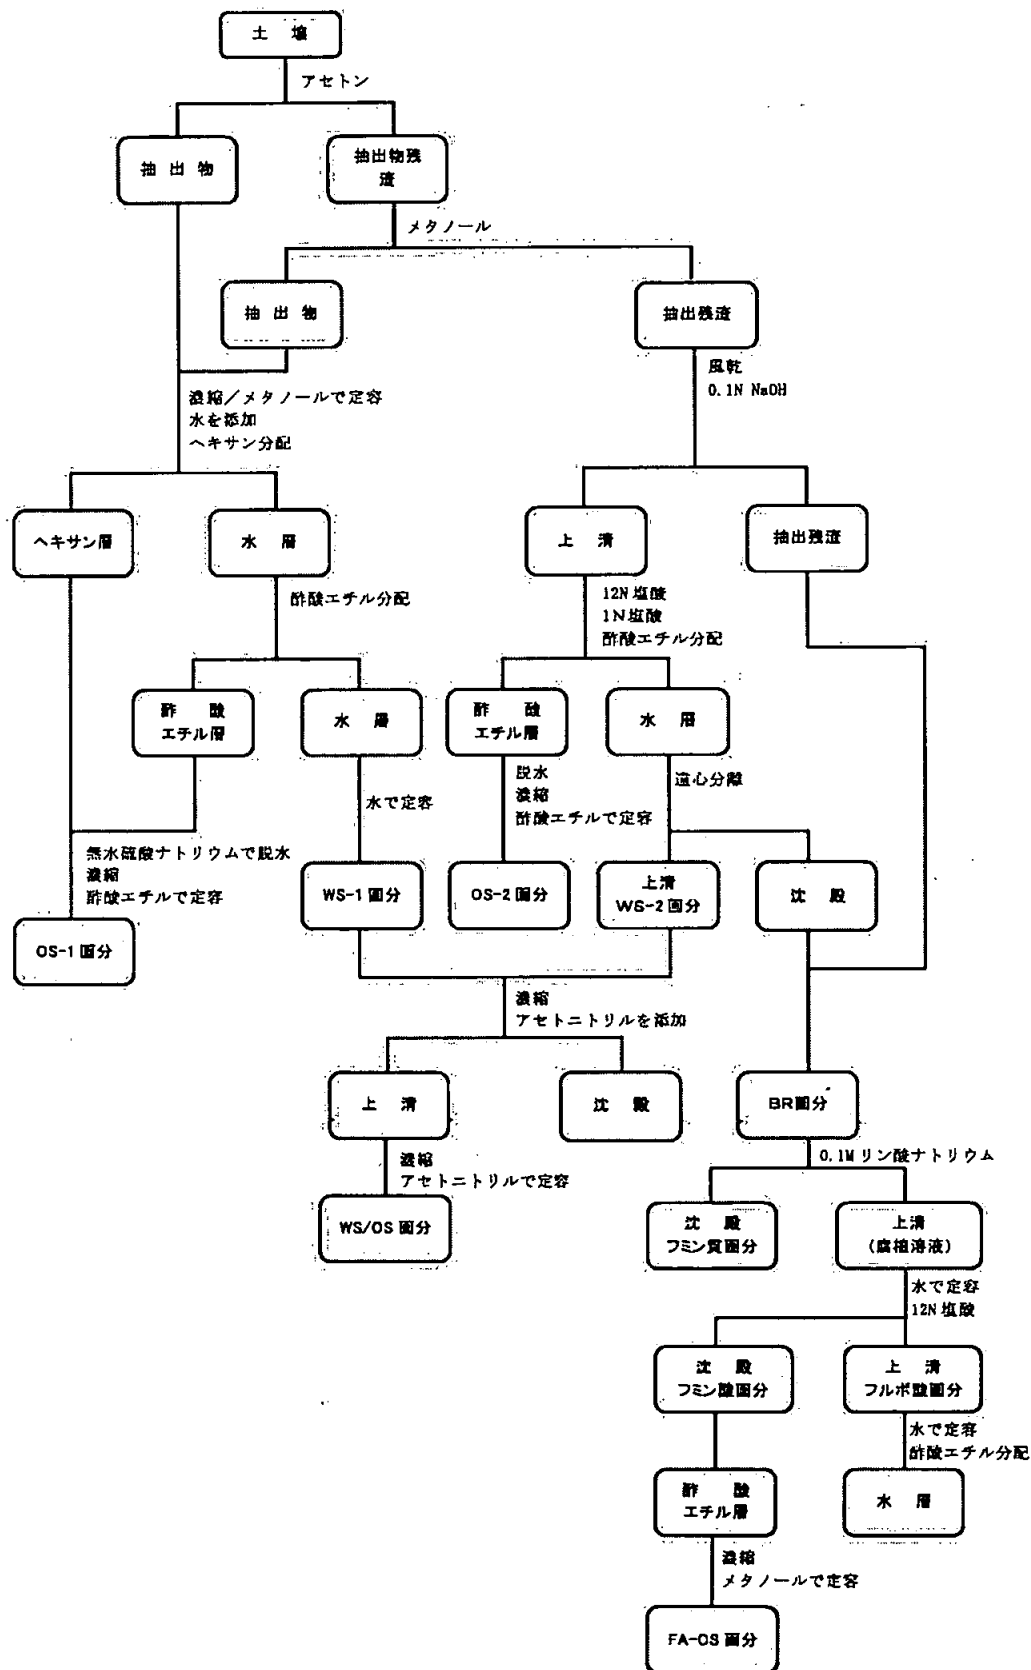 土 壌
アセトン
抽 出 物
抽出物残
渣
メタノール
抽 出 物
抽出残渣
風乾
0.1N NaOH
濃縮/メタノールで定容
水を添加
ヘキサン分配
ヘキサン層
水 層
上 清
抽出残渣
酢酸エチル分配
12N塩酸
1N塩酸
酢酸エチル分配
酢 酸
エチル層
水 層
酢 酸
エチル層
水 層
水で定容
脱水
濃縮
酢酸エチルで定容
遠心分離
無水硫酸ナトリウムで脱水
濃縮
酢酸エチルで定容
WS-1画分
OS-2画分
上清
WS-2画分
沈 殿
OS-1画分
濃縮
アセトニトリルを添加
上 清
沈 殿
BR画分
濃縮
アセトニトリルで定容
0.1Mリン酸ナトリウム
WS/OS画分
沈 殿
フミン質画分
上清
(腐植溶液)
水で定容
12N塩酸
沈 殿
フミン酸画分
上 清
フルボ酸画分
水で定容
酢酸エチル分配
酢 酸
エチル層
水 層
濃縮
メタノールで定容
FA-OS画分